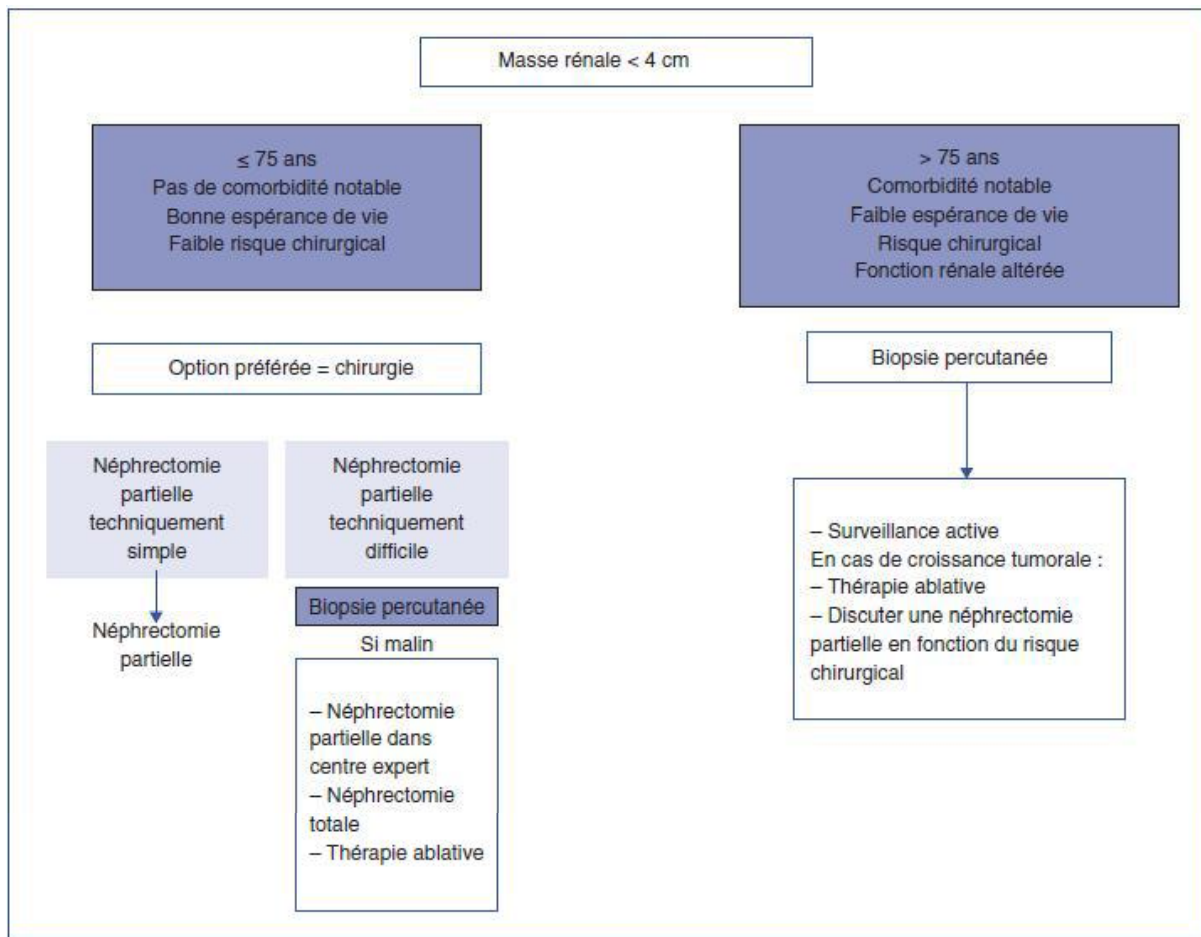 Masse rénale < 4 cm
≤ 75 ans
Pas de comorbidité notable
Bonne espérance de vie
Faible risque chirurgical
> 75 ans
Comorbidité notable
Faible espérance de vie
Risque chirurgical
Fonction rénale altérée
Option préférée = chirurgie
Biopsie percutanée
Néphrectomie
partielle
techniquement
simple
Néphrectomie
partielle
Néphrectomie
partielle
techniquement
difficile
Biopsie percutanée
Si malin
– Néphrectomie
partielle dans
centre expert
– Néphrectomie
totale
– Thérapie ablative
– Surveillance active
En cas de croissance tumorale :
– Thérapie ablative
– Discuter une néphrectomie
partielle en fonction du risque
chirurgical